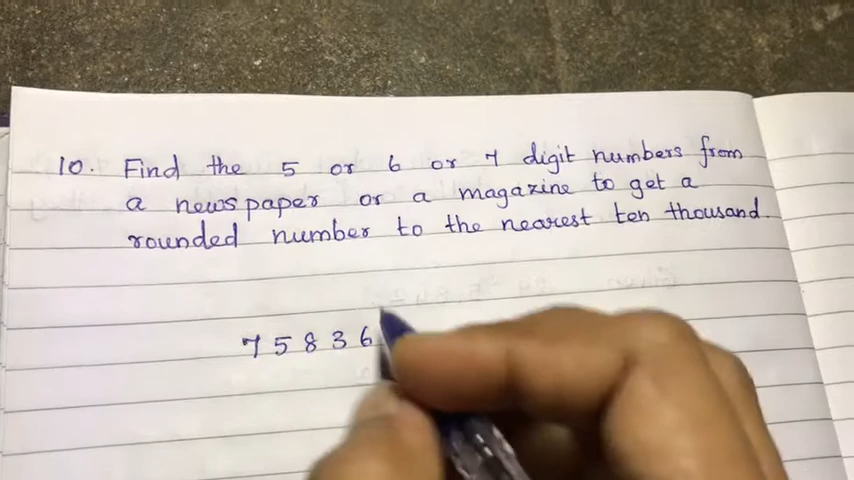 10. Find the 5 or 6 or 7 digit numbers from
a newspaper or a magazine to get a
rounded number to the nearest ten thousand.
75836